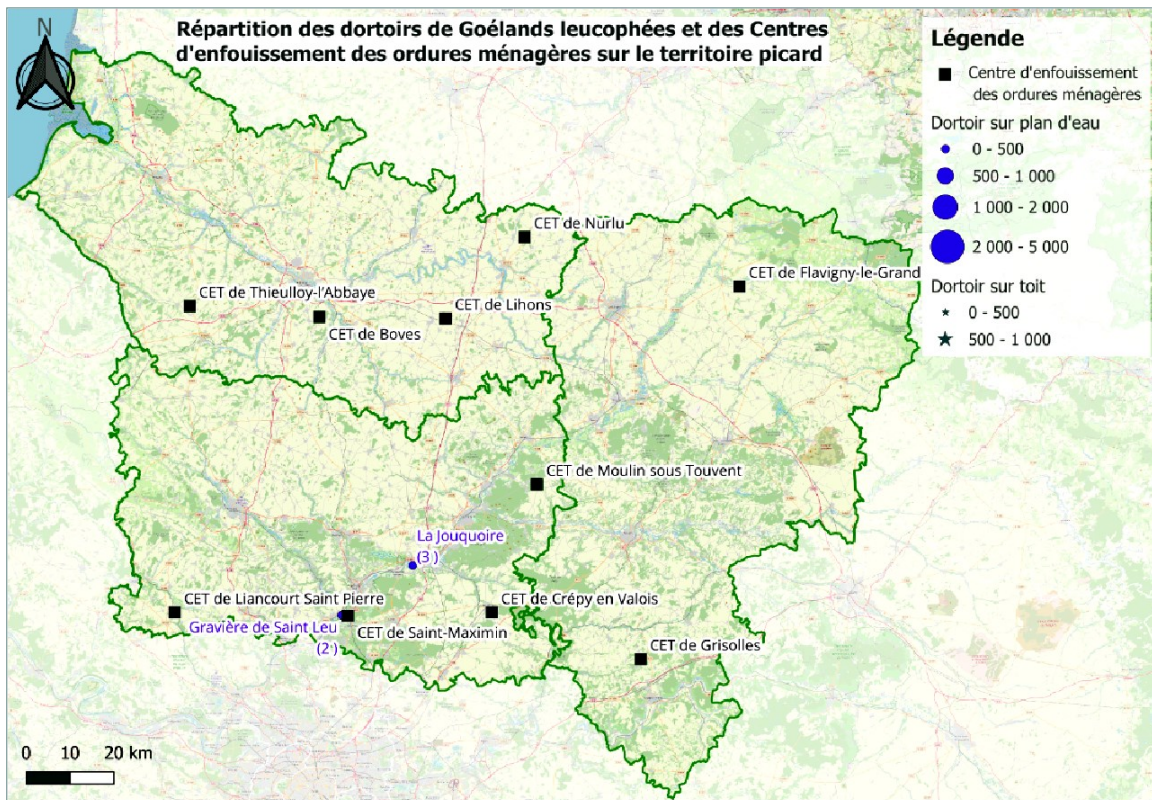 Répartition des dortoirs de Goélands leucophées et des Centres
d'enfouissement des ordures ménagères sur le territoire picard
N
Légende
Centre d'enfouissement
des ordures ménagères
Dortoir sur plan d'eau
0 - 500
500 - 1 000
1 000 - 2 000
2 000 - 5 000
Dortoir sur toit
0 - 500
500 - 1 000
CET de Nurlu
CET de Flavigny-le-Grand
CET de Thieulloy-l'Abbaye
CET de Lihons
CET de Boves
CET de Moulin sous Touvent
La Jouquoire
(3 )
CET de Liancourt Saint Pierre
CET de Crépy en Valois
Gravière de Saint Leu
(2 )
CET de Saint-Maximin
CET de Grisolles
0 10 20 km